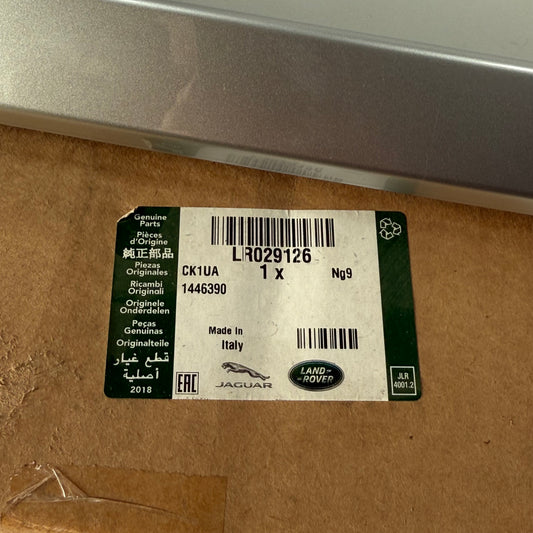 Genuine
Parts
Pièces
d'Origine
純正部品
Piezas
Originales
Ricambi
Originali
Originele
Onderdelen
Peças
Genuinas
Originalteile
قطع غيار
أصلية
2018
LR029126
CK1UA
1 x
Ng9
1446390
Made In
Italy
EAC
JAGUAR
LAND-
-ROVER
JLR
4001.2